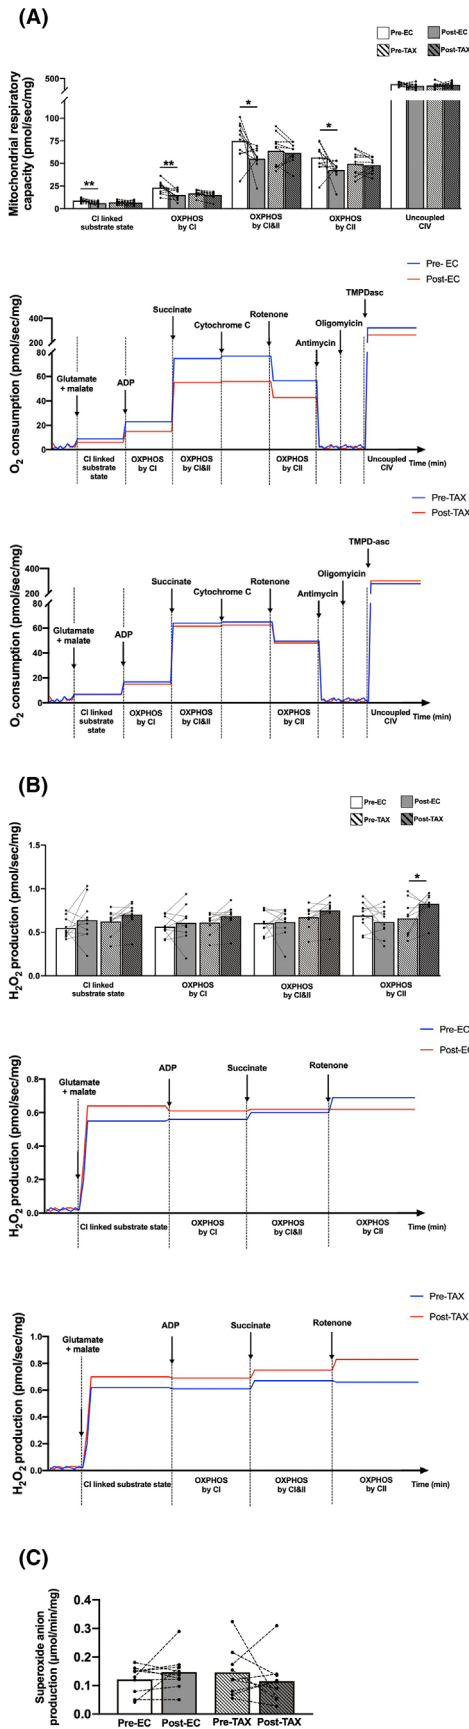 (A)
Pre-EC
Post-EC
Pre-TAX
Post-TAX
Mitochondrial respiratory
capacity (pmol/sec/mg)
500
400
100
75
50
25
0
**
**
*
*
CI linked
substrate state
OXPHOS
by CI
OXPHOS
by CI&II
OXPHOS
by CII
Uncoupled
CIV
Pre- EC
Post-EC
O2 consumption (pmol/sec/mg)
400
200
80
60
40
20
0
Glutamate
+ malate
ADP
Succinate
Cytochrome C
Rotenone
Antimycin
Oligomyicin
TMPDasc
CI linked
substrate
state
OXPHOS
by CI
OXPHOS
by CI&II
OXPHOS
by CII
Uncoupled
CIV
Time (min)
Pre-TAX
Post-TAX
O2 consumption (pmol/sec/mg)
400
200
80
60
40
20
0
Glutamate
+ malate
ADP
Succinate
Cytochrome C
Rotenone
Antimycin
Oligomyicin
TMPD-asc
CI linked
substrate
state
OXPHOS
by CI
OXPHOS
by CI&II
OXPHOS
by CII
Uncoupled
CIV
Time (min)
(B)
Pre-EC
Post-EC
Pre-TAX
Post-TAX
H2O2 production (pmol/sec/mg)
1.5
1.0
0.5
0.0
*
CI linked
substrate state
OXPHOS
by CI
OXPHOS
by CI&II
OXPHOS
by CII
Pre-EC
Post-EC
H2O2 production (pmol/sec/mg)
0.8
0.6
0.4
0.2
0.0
Glutamate
+ malate
ADP
Succinate
Rotenone
CI linked substrate state
OXPHOS
by CI
OXPHOS
by CI&II
OXPHOS
by CII
Time (min)
Pre-TAX
Post-TAX
H2O2 production (pmol/sec/mg)
1.0
0.8
0.6
0.4
0.2
0.0
Glutamate
+ malate
ADP
Succinate
Rotenone
CI linked substrate state
OXPHOS
by CI
OXPHOS
by CI&II
OXPHOS
by CII
Time (min)
(C)
Superoxide anion
production (µmol/min/mg)
0.4
0.3
0.2
0.1
0.0
Pre-EC
Post-EC
Pre-TAX
Post-TAX